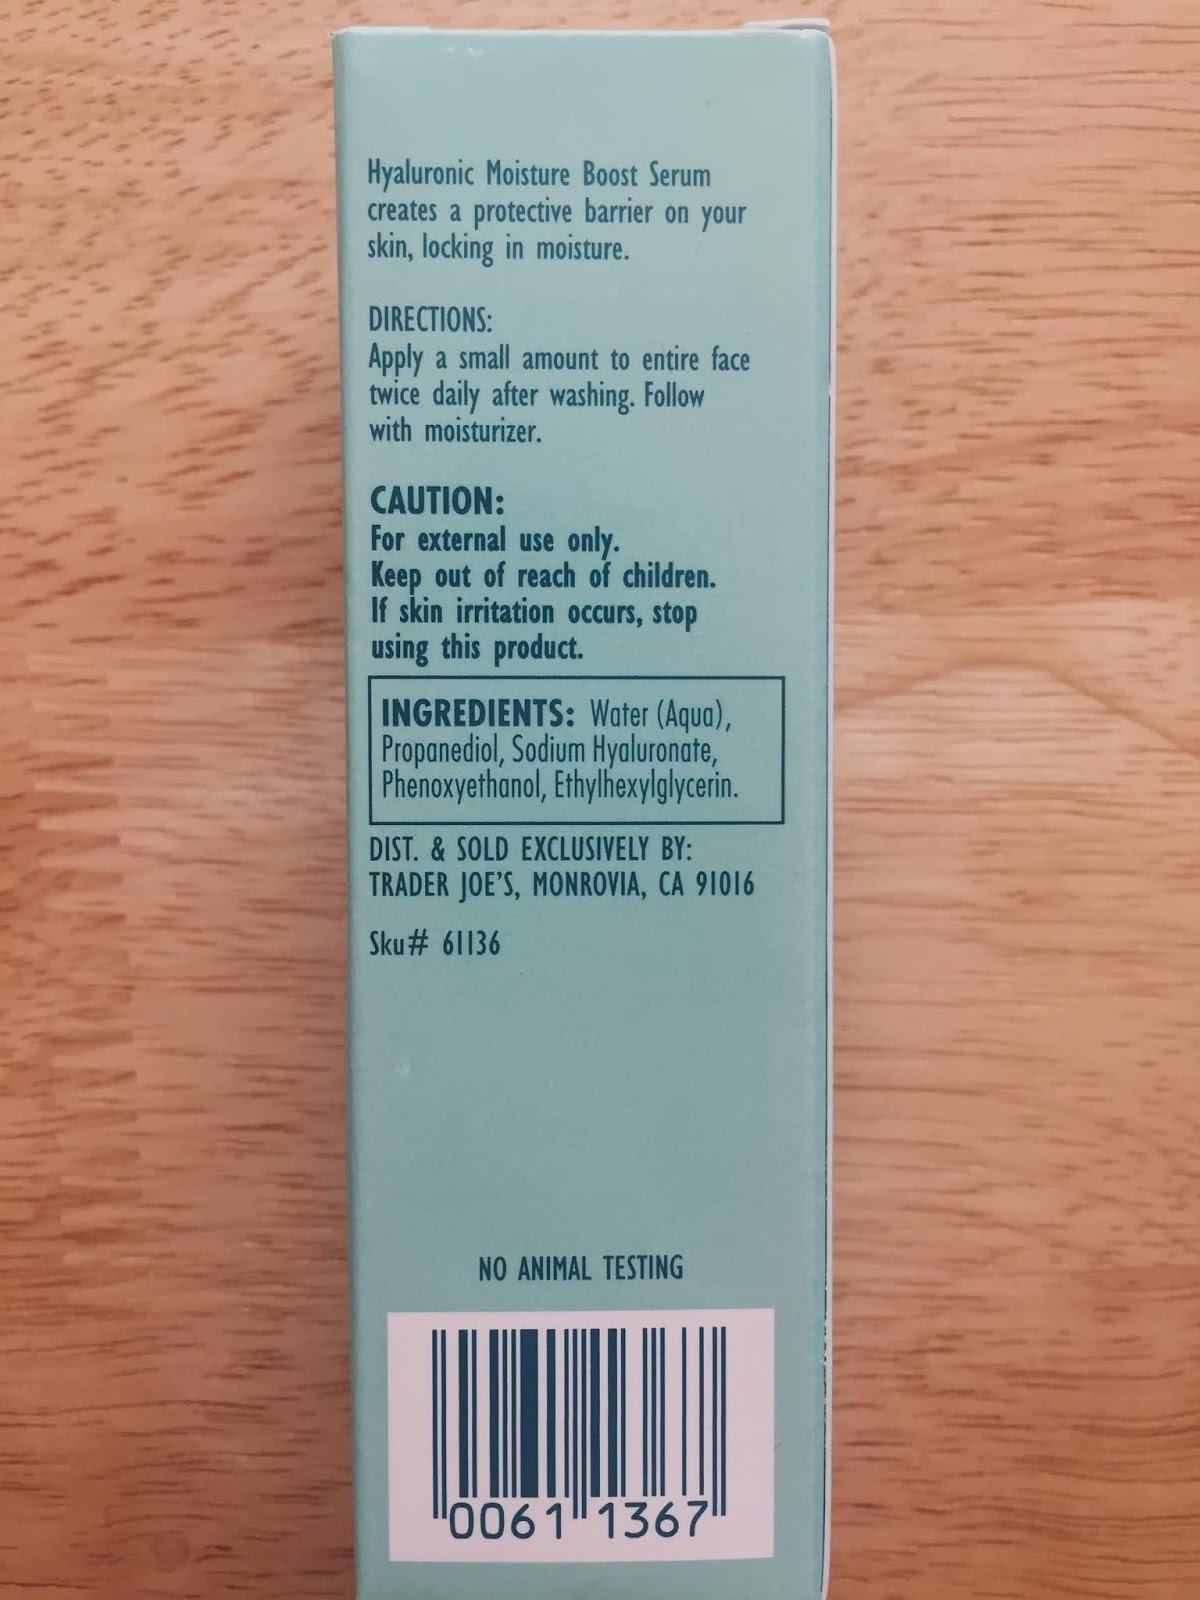 Hyaluronic Moisture Boost Serum
creates a protective barrier on your
skin, locking in moisture.
DIRECTIONS:
Apply a small amount to entire face
twice daily after washing. Follow
with moisturizer.
CAUTION:
For external use only.
Keep out of reach of children.
If skin irritation occurs, stop
using this product.
INGREDIENTS: Water (Aqua),
Propanediol, Sodium Hyaluronate,
Phenoxyethanol, Ethylhexylglycerin.
DIST. & SOLD EXCLUSIVELY BY:
TRADER JOE'S, MONROVIA, CA 91016
Sku# 61136
NO ANIMAL TESTING
0061 1367